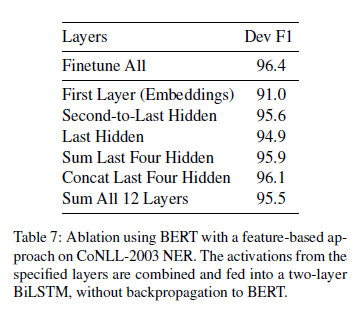 Layers Dev F1
Finetune All 96.4
First Layer (Embeddings) 91.0
Second-to-Last Hidden 95.6
Last Hidden 94.9
Sum Last Four Hidden 95.9
Concat Last Four Hidden 96.1
Sum All 12 Layers 95.5
Table 7: Ablation using BERT with a feature-based ap-
proach on CoNLL-2003 NER. The activations from the
specified layers are combined and fed into a two-layer
BiLSTM, without backpropagation to BERT.